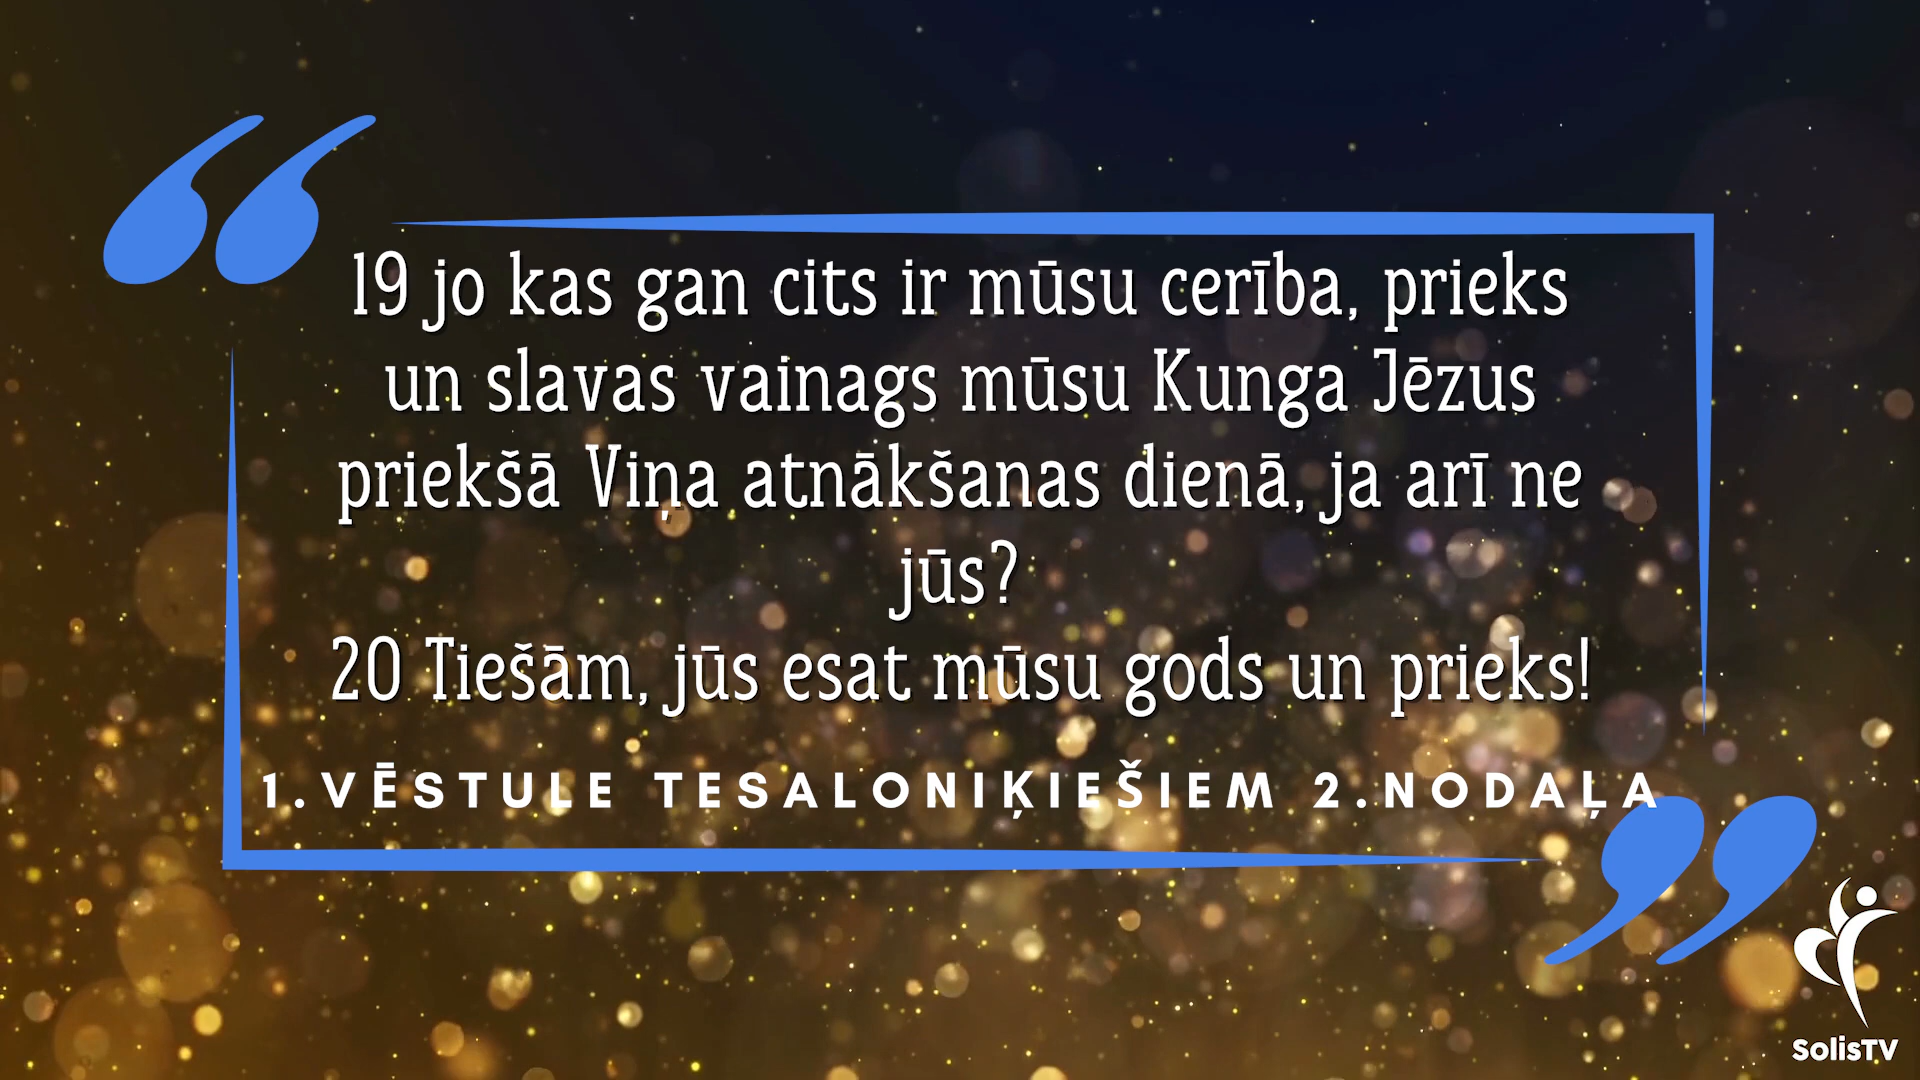 19 jo kas gan cits ir mūsu cerība, prieks
un slavas vainags mūsu Kunga Jēzus
priekšā Viņa atnākšanas dienā, ja arī ne
jūs?
20 Tiešām, jūs esat mūsu gods un prieks!
1. VĒSTULE TESALONIĶIEŠIEM 2.NODAĻA
SolisTV